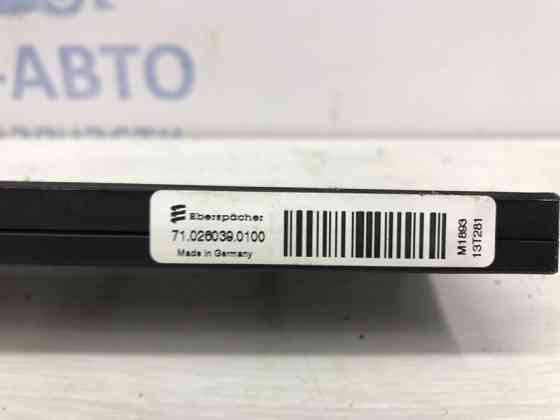 -АВТО
Eberspächer
71.026039.0100
Made in Germany
M1893
13T281